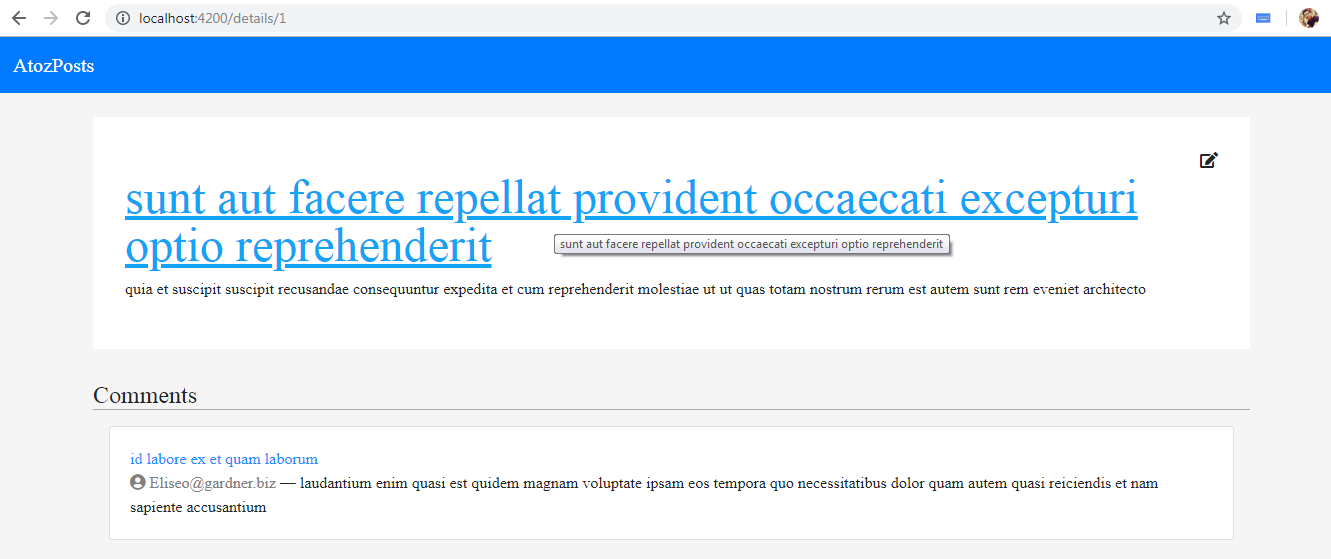 localhost:4200/details/1
AtozPosts
sunt aut facere repellat provident occaecati excepturi
optio reprehenderit
sunt aut facere repellat provident occaecati excepturi optio reprehenderit
quia et suscipit suscipit recusandae consequuntur expedita et cum reprehenderit molestiae ut ut quas totam nostrum rerum est autem sunt rem eveniet architecto
Comments
id labore ex et quam laborum
Eliseo@gardner.biz — laudantium enim quasi est quidem magnam voluptate ipsam eos tempora quo necessitatibus dolor quam autem quasi reiciendis et nam
sapiente accusantium